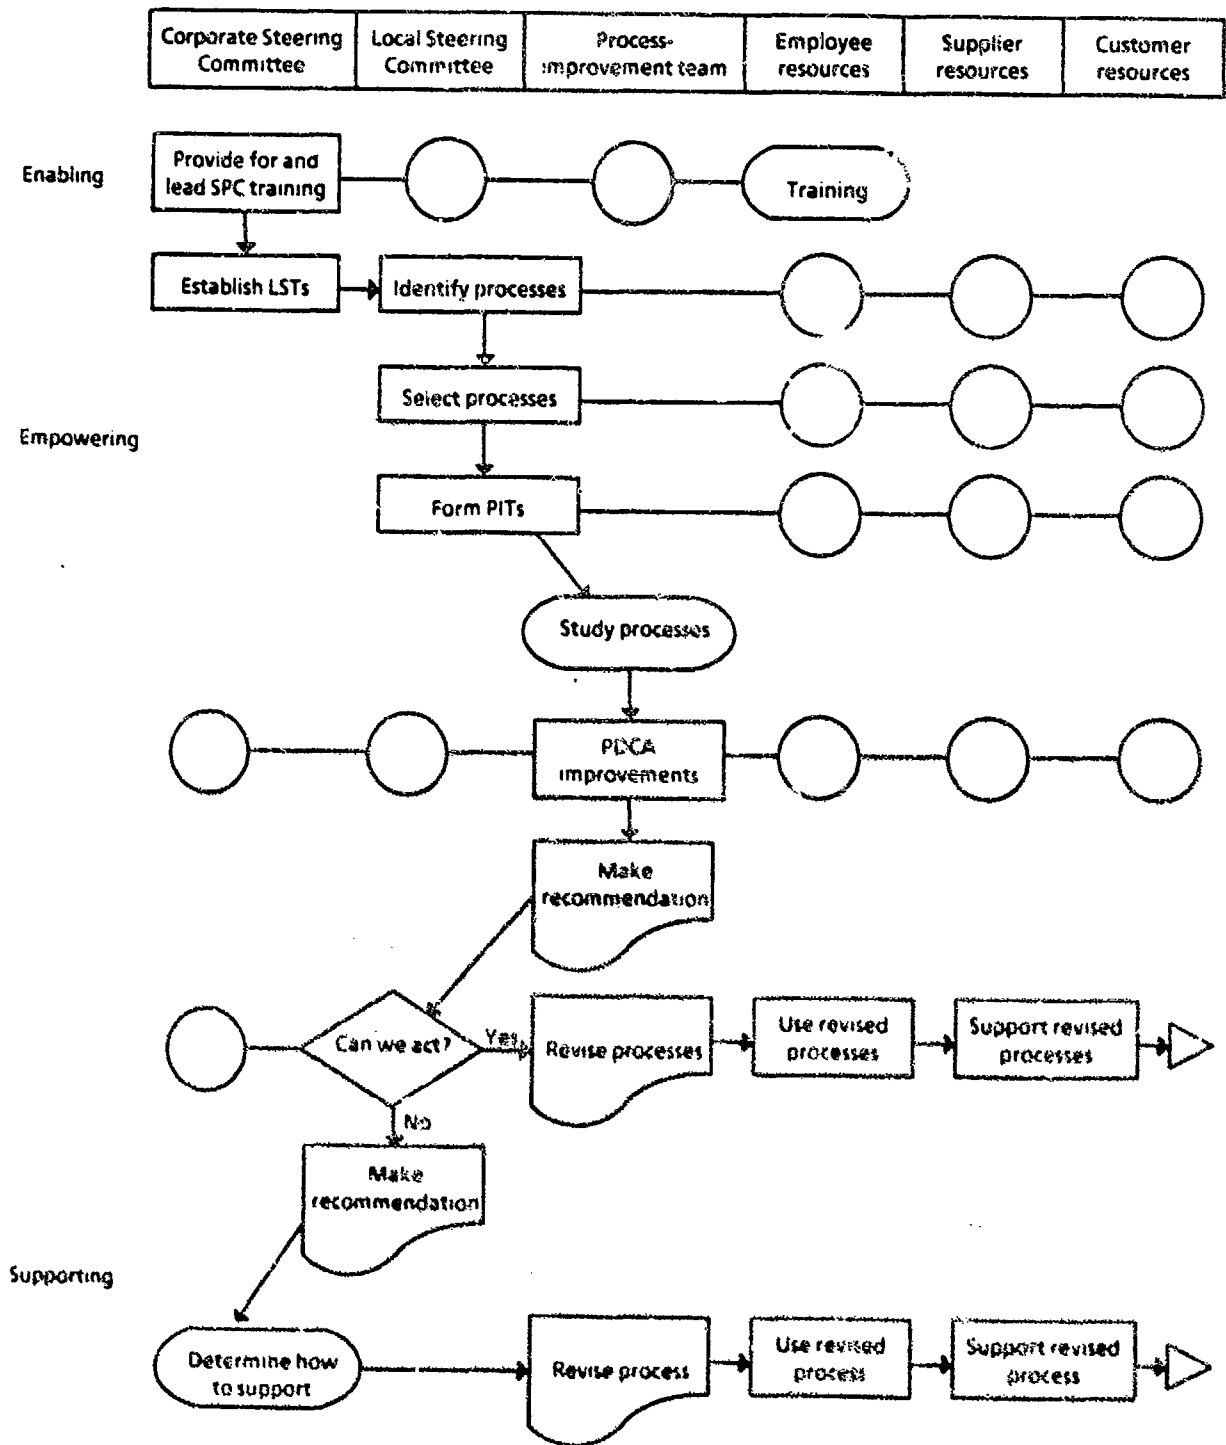 Corporate Steering
Committee
Local Steering
Committee
Process-
improvement team
Employee
resources
Supplier
resources
Customer
resources
Enabling
Provide for and
lead SPC training
Training
Establish LSTs
Identify processes
Select processes
Empowering
Form PITs
Study processes
PDCA
improvements
Make
recommendation
Can we act?
Yes
Revise processes
Use revised
processes
Support revised
processes
No
Make
recommendation
Supporting
Determine how
to support
Revise process
Use revised
process
Support revised
process